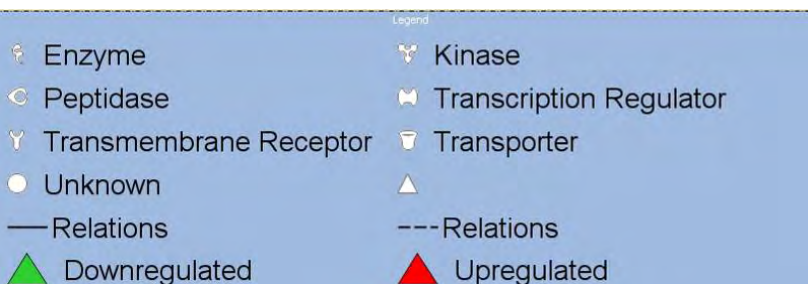 Legend
Enzyme
Kinase
Peptidase
Transcription Regulator
Transmembrane Receptor
Transporter
Unknown
Relations
Relations
Downregulated
Upregulated